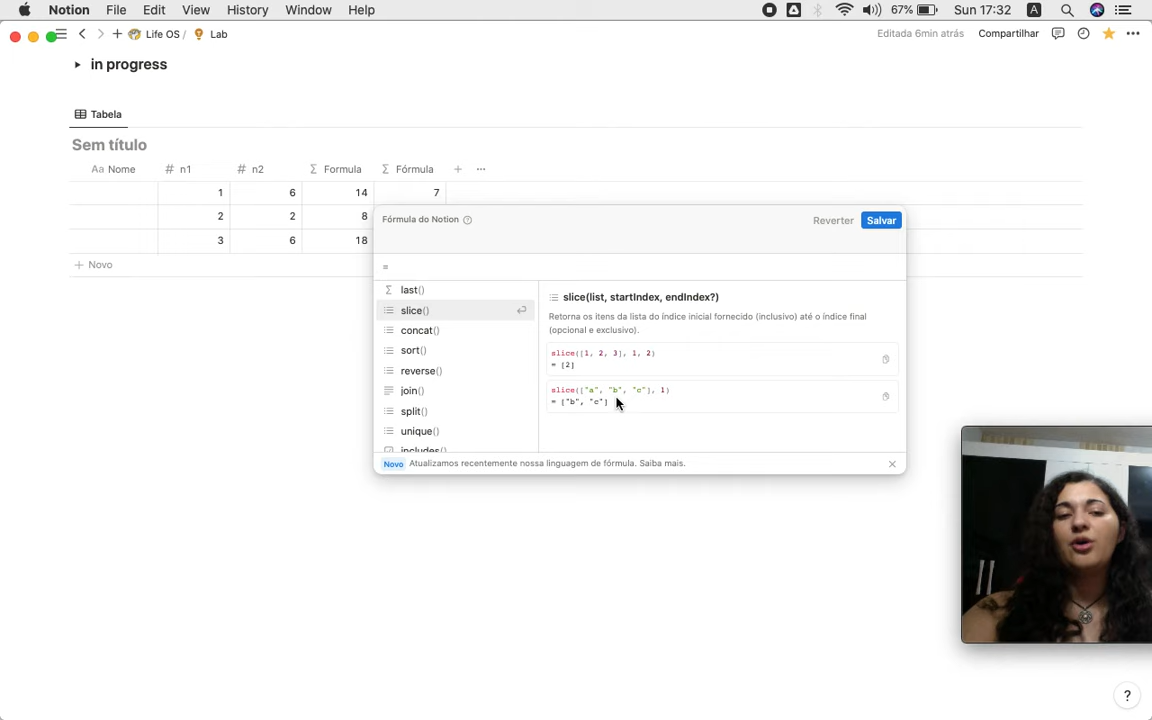 Notion File Edit View History Window Help 67% Sun 17:32 A
Life OS / Lab Editada 6min atrás Compartilhar
in progress
Tabela
Sem título
Aa Nome # n1 # n2 Σ Formula Σ Fórmula + ...
1 6 14 7
2 2 8
3 6 18
+ Novo
Fórmula do Notion ? Reverter Salvar
=
Σ last()
slice()
concat()
sort()
reverse()
join()
split()
unique()
includes()
slice(list, startIndex, endIndex?)
Retorna os itens da lista do índice inicial fornecido (inclusivo) até o índice final
(opcional e exclusivo).
slice([1, 2, 3], 1, 2)
= [2]
slice(["a", "b", "c"], 1)
= ["b", "c"]
Novo Atualizamos recentemente nossa linguagem de fórmula. Saiba mais.
?